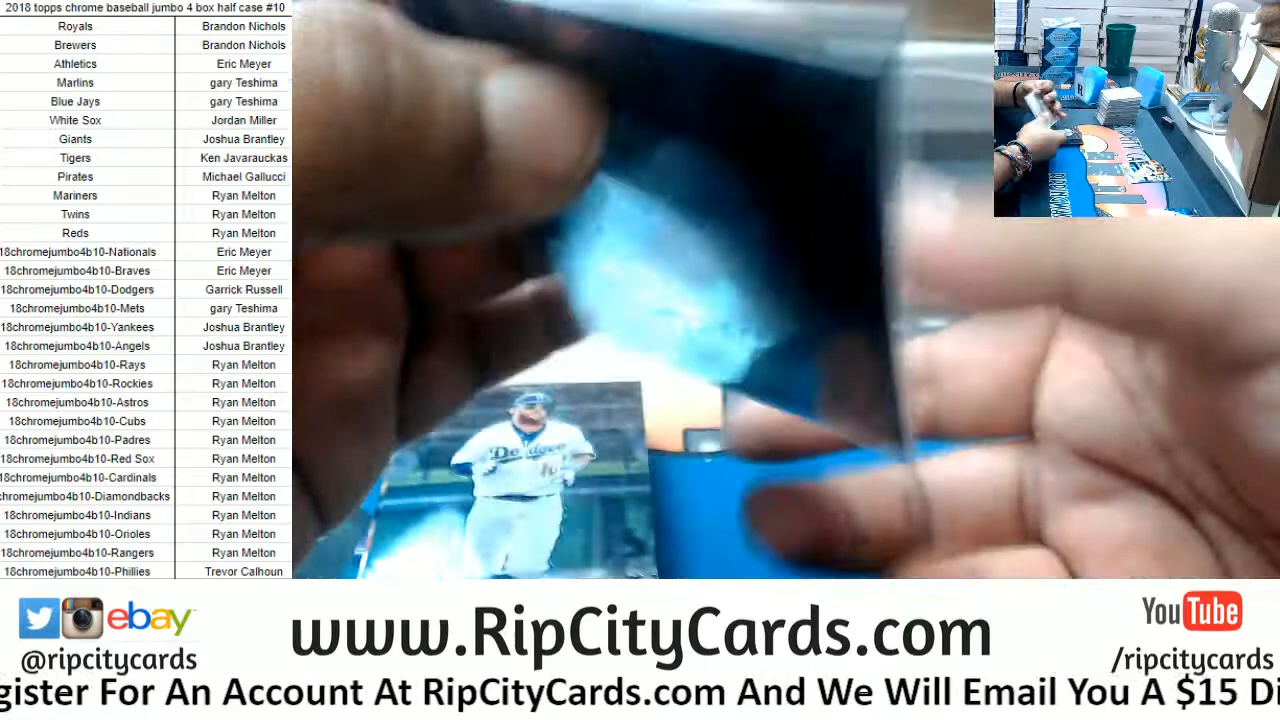 2018 topps chrome baseball jumbo 4 box half case #10
Royals Brandon Nichols
Brewers Brandon Nichols
Athletics Eric Meyer
Marlins gary Teshima
Blue Jays gary Teshima
White Sox Jordan Miller
Giants Joshua Brantley
Tigers Ken Javarauckas
Pirates Michael Gallucci
Mariners Ryan Melton
Twins Ryan Melton
Reds Ryan Melton
18chromejumbo4b10-Nationals Eric Meyer
18chromejumbo4b10-Braves Eric Meyer
18chromejumbo4b10-Dodgers Garrick Russell
18chromejumbo4b10-Mets gary Teshima
18chromejumbo4b10-Yankees Joshua Brantley
18chromejumbo4b10-Angels Joshua Brantley
18chromejumbo4b10-Rays Ryan Melton
18chromejumbo4b10-Rockies Ryan Melton
18chromejumbo4b10-Astros Ryan Melton
18chromejumbo4b10-Cubs Ryan Melton
18chromejumbo4b10-Padres Ryan Melton
18chromejumbo4b10-Red Sox Ryan Melton
18chromejumbo4b10-Cardinals Ryan Melton
chromejumbo4b10-Diamondbacks Ryan Melton
18chromejumbo4b10-Indians Ryan Melton
18chromejumbo4b10-Orioles Ryan Melton
18chromejumbo4b10-Rangers Ryan Melton
18chromejumbo4b10-Phillies Trevor Calhoun
Dodgers
10
ebay
@ripcitycards
www.RipCityCards.com
YouTube
/ripcitycards
gister For An Account At RipCityCards.com And We Will Email You A $15 Di